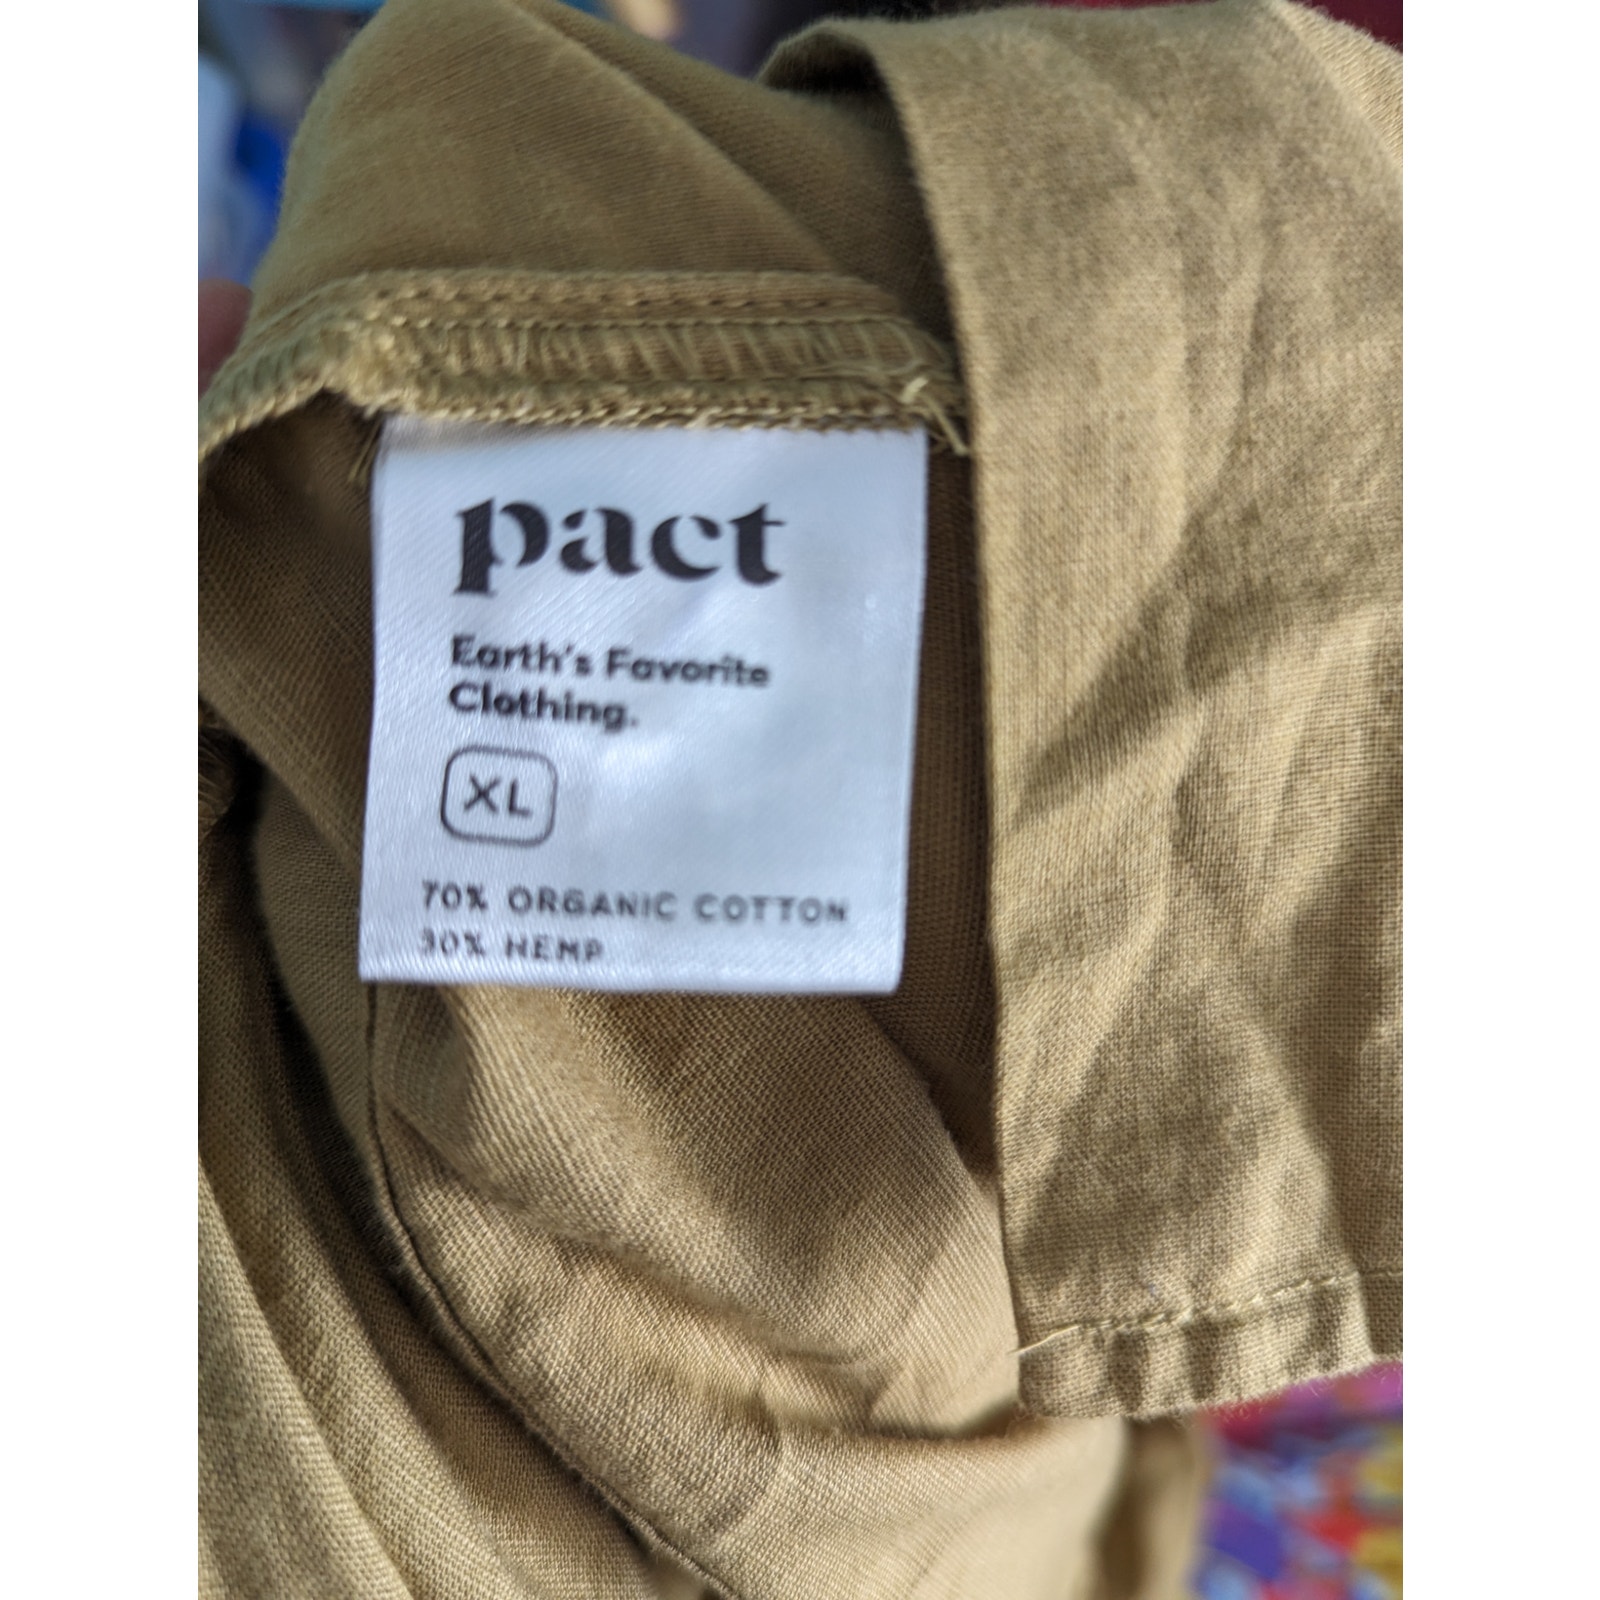 pact
Earth's Favorite
Clothing.
XL
70% ORGANIC COTTON
30% HEMP